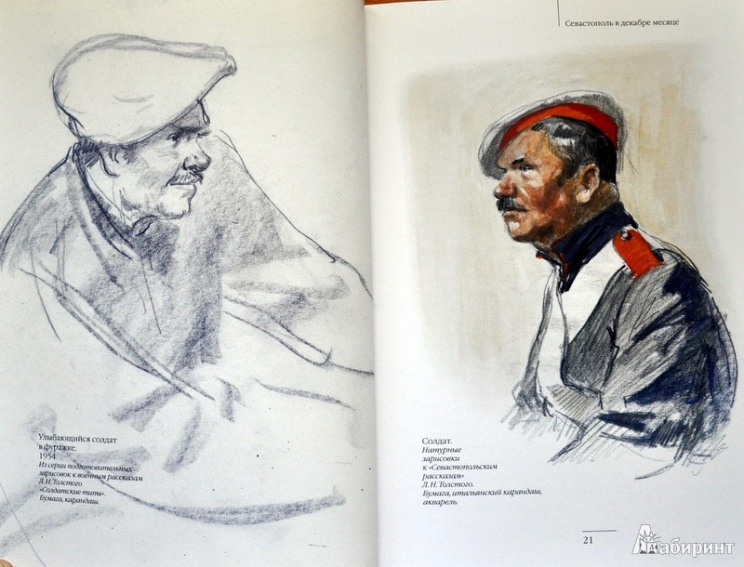 Улыбающийся солдат
в фуражке.
1954
Из серии подготовительных
зарисовок к военным рассказам
Л.Н.Толстого
«Солдатские типы».
Бумага, карандаш.
Севастополь в декабре месяце
Солдат.
Натурные
зарисовки
к «Севастопольским
рассказам»
Л.Н.Толстого.
Бумага, итальянский карандаш,
акварель.
21
Лабиринт